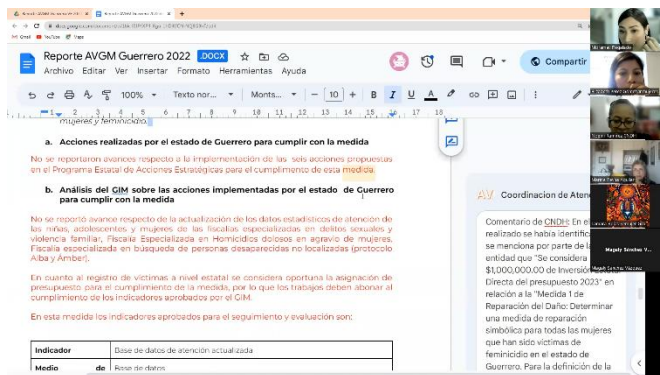 Reporte AVGM Guerrero 2022 .DOCX
Archivo Editar Ver Insertar Formato Herramientas Ayuda
Compartir
100% Texto nor... Monts... 10 B I U A
mujeres y feminicidio.
a. Acciones realizadas por el estado de Guerrero para cumplir con la medida
No se reportaron avances respecto a la implementación de las seis acciones propuestas
en el Programa Estatal de Acciones Estratégicas para el cumplimiento de esta medida.
b. Análisis del GIM sobre las acciones implementadas por el estado de Guerrero
para cumplir con la medida
No se reportó avance respecto de la actualización de los datos estadísticos de atención de
las niñas, adolescentes y mujeres de las fiscalías especializadas en delitos sexuales y
violencia familiar, Fiscalía Especializada en Homicidios dolosos en agravio de mujeres,
Fiscalía especializada en búsqueda de personas desaparecidas no localizadas (protocolo
Alba y Amber).
En cuanto al registro de víctimas a nivel estatal se considera oportuna la asignación de
presupuesto para el cumplimiento de la medida, por lo que los trabajos deben abonar al
cumplimiento de los indicadores aprobados por el GIM.
En esta medida los indicadores aprobados para el seguimiento y evaluación son:
Indicador Base de datos de atención actualizada
Medio de Base de datos
AV Coordinacion de Aten
Comentario de CNDH: En el
realizado se había identific
se menciona por parte de la
entidad que "Se considera
$1,000,000.00 de Inversión
Directa del presupuesto 2023" en
relación a la "Medida 1 de
Reparación del Daño: Determinar
una medida de reparación
simbólica para todas las mujeres
que han sido víctimas de
feminicidio en el estado de
Guerrero. Para la definición de la
Magaly Sánchez V...
Magaly Sánchez Vázquez